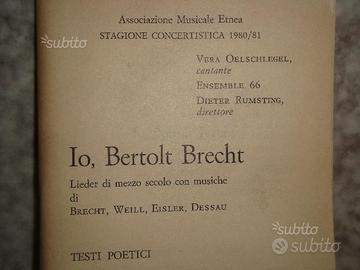 Associazione Musicale Etnea
STAGIONE CONCERTISTICA 1980/81
VERA OELSCHLEGEL,
cantante
ENSEMBLE 66
DIETER RUMSTING,
direttore
Io, Bertolt Brecht
Lieder di mezzo secolo con musiche
di
BRECHT, WEILL, EISLER, DESSAU
TESTI POETICI
subito
subito
subito
subito